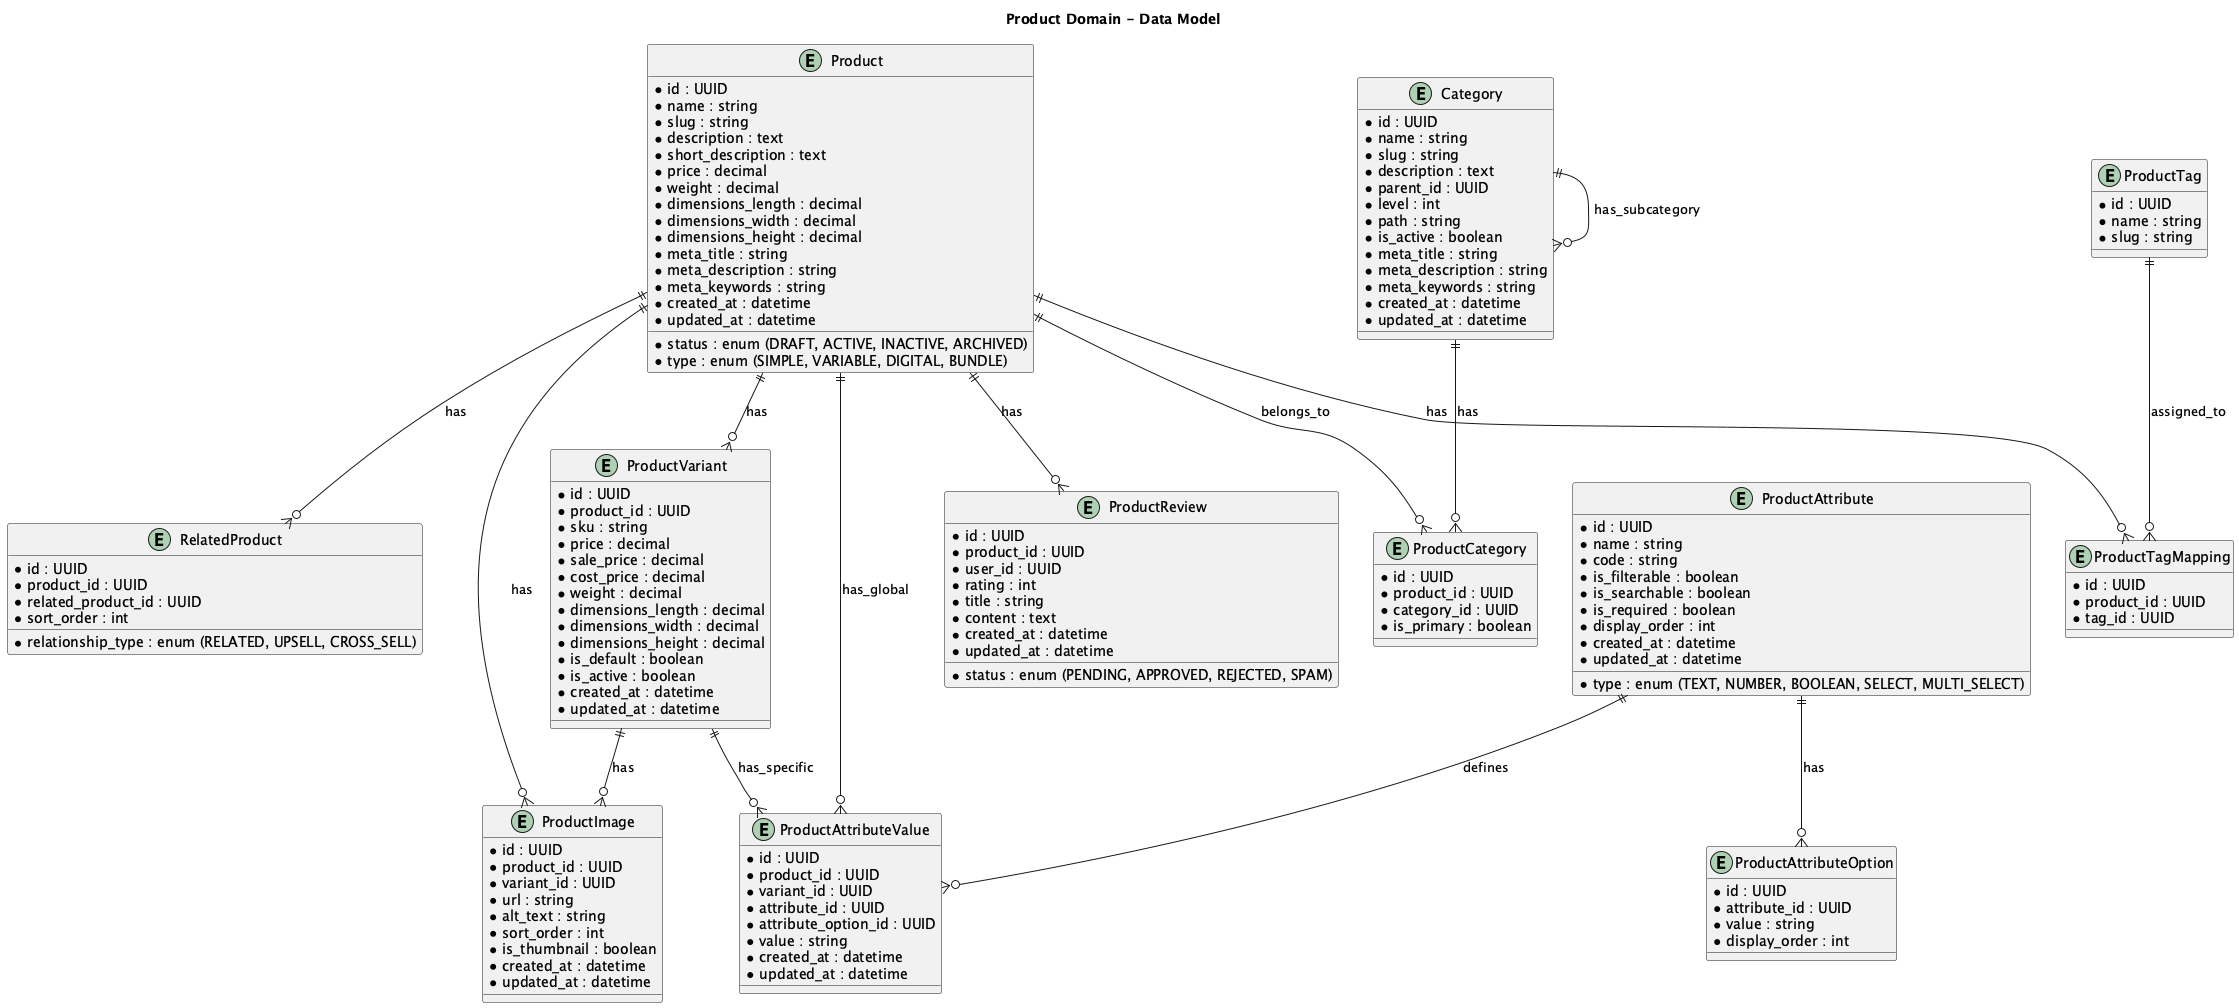 Product Domain – Data Model
E Product
id : UUID
name : string
slug : string
description : text
short_description : text
price : decimal
weight : decimal
dimensions_length : decimal
dimensions_width : decimal
dimensions_height : decimal
meta_title : string
meta_description : string
meta_keywords : string
created_at : datetime
updated_at : datetime
status : enum (DRAFT, ACTIVE, INACTIVE, ARCHIVED)
type : enum (SIMPLE, VARIABLE, DIGITAL, BUNDLE)
E Category
id : UUID
name : string
slug : string
description : text
parent_id : UUID
level : int
path : string
is_active : boolean
meta_title : string
meta_description : string
meta_keywords : string
created_at : datetime
updated_at : datetime
has_subcategory
E ProductTag
id : UUID
name : string
slug : string
has
has
has
belongs_to
has
has
assigned_to
E RelatedProduct
id : UUID
product_id : UUID
related_product_id : UUID
sort_order : int
relationship_type : enum (RELATED, UPSELL, CROSS_SELL)
has
E ProductVariant
id : UUID
product_id : UUID
sku : string
price : decimal
sale_price : decimal
cost_price : decimal
weight : decimal
dimensions_length : decimal
dimensions_width : decimal
dimensions_height : decimal
is_default : boolean
is_active : boolean
created_at : datetime
updated_at : datetime
has_global
E ProductReview
id : UUID
product_id : UUID
user_id : UUID
rating : int
title : string
content : text
created_at : datetime
updated_at : datetime
status : enum (PENDING, APPROVED, REJECTED, SPAM)
E ProductCategory
id : UUID
product_id : UUID
category_id : UUID
is_primary : boolean
E ProductAttribute
id : UUID
name : string
code : string
is_filterable : boolean
is_searchable : boolean
is_required : boolean
display_order : int
created_at : datetime
updated_at : datetime
type : enum (TEXT, NUMBER, BOOLEAN, SELECT, MULTI_SELECT)
E ProductTagMapping
id : UUID
product_id : UUID
tag_id : UUID
has
has_specific
defines
has
E ProductImage
id : UUID
product_id : UUID
variant_id : UUID
url : string
alt_text : string
sort_order : int
is_thumbnail : boolean
created_at : datetime
updated_at : datetime
E ProductAttributeValue
id : UUID
product_id : UUID
variant_id : UUID
attribute_id : UUID
attribute_option_id : UUID
value : string
created_at : datetime
updated_at : datetime
E ProductAttributeOption
id : UUID
attribute_id : UUID
value : string
display_order : int